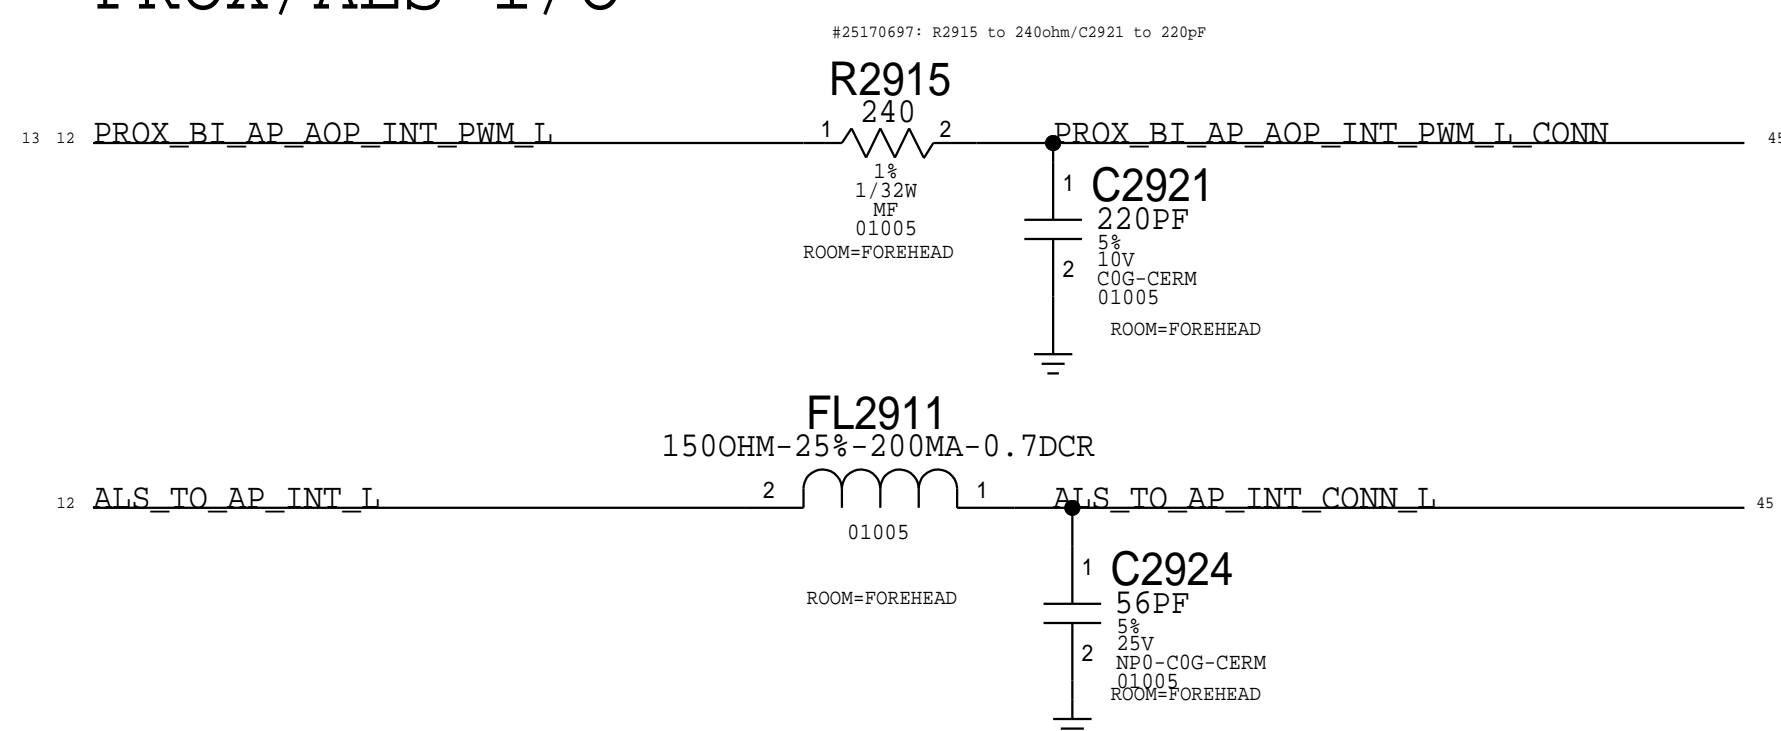 PROX/ALS I/O
#25170697: R2915 to 240ohm/C2921 to 220pF
R2915
240
13 12 PROX_BI_AP_AOP_INT_PWM_L 1 2 PROX_BI_AP_AOP_INT_PWM_L_CONN 45
1%
1/32W
MF
01005
ROOM=FOREHEAD
1 C2921
220PF
5%
10V
2
C0G-CERM
01005
ROOM=FOREHEAD
FL2911
150OHM-25%-200MA-0.7DCR
12 ALS_TO_AP_INT_L 2 1 ALS_TO_AP_INT_CONN_L 45
01005
ROOM=FOREHEAD
1 C2924
56PF
5%
25V
2
NP0-C0G-CERM
01005
ROOM=FOREHEAD